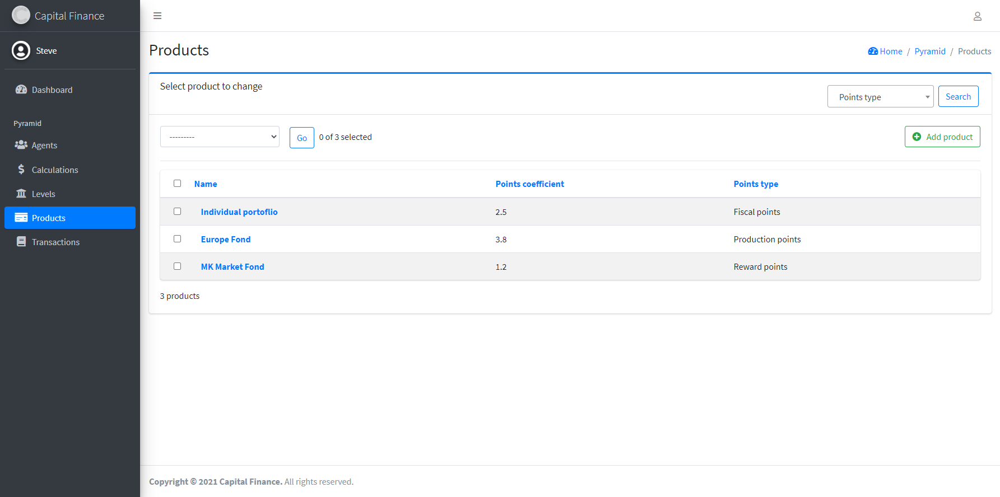 Capital Finance
Steve
Dashboard
Pyramid
Agents
Calculations
Levels
Products
Transactions
Products
Home / Pyramid / Products
Select product to change
Points type
Search
---------
Go
0 of 3 selected
Add product
Name Points coefficient Points type
Individual portoflio 2.5 Fiscal points
Europe Fond 3.8 Production points
MK Market Fond 1.2 Reward points
3 products
Copyright © 2021 Capital Finance. All rights reserved.